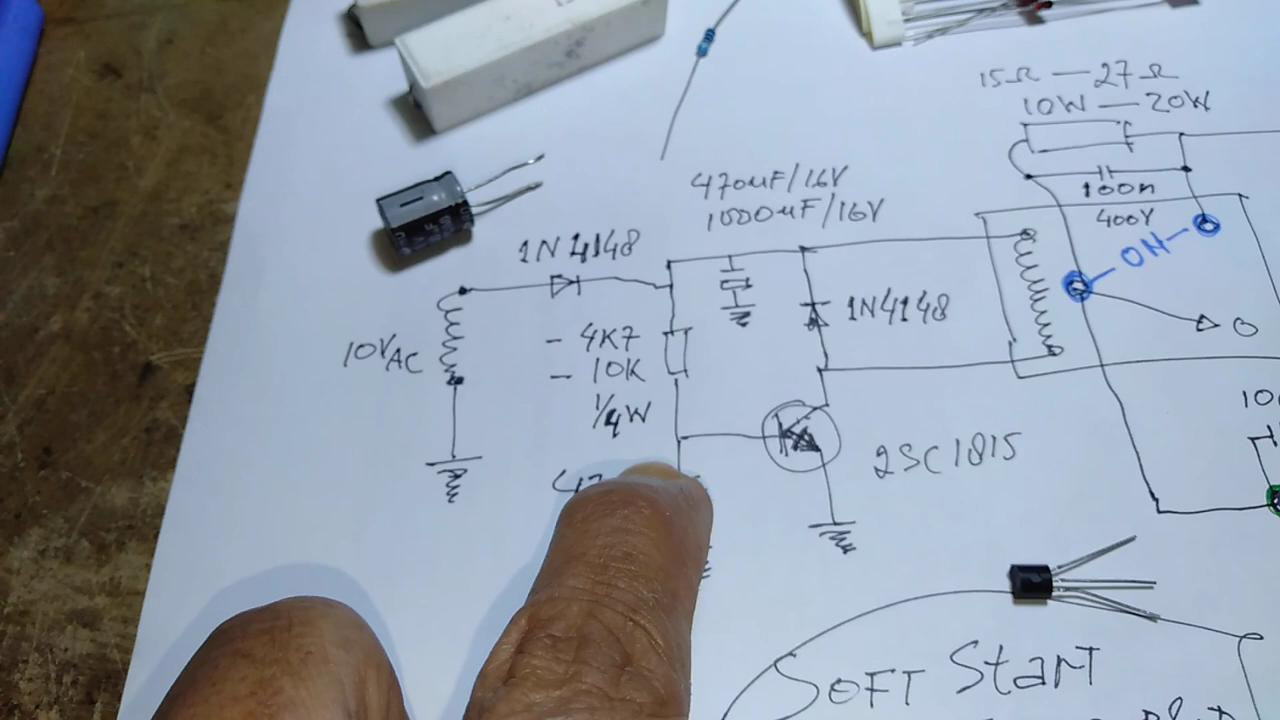 15Ω — 27Ω
10W — 20W
470uF/16V
1000uF/16V
100n
400V
1N4148
ON
- 4K7
1N4148
10VAC
- 10K
1/4W
2SC1815
SOFT START